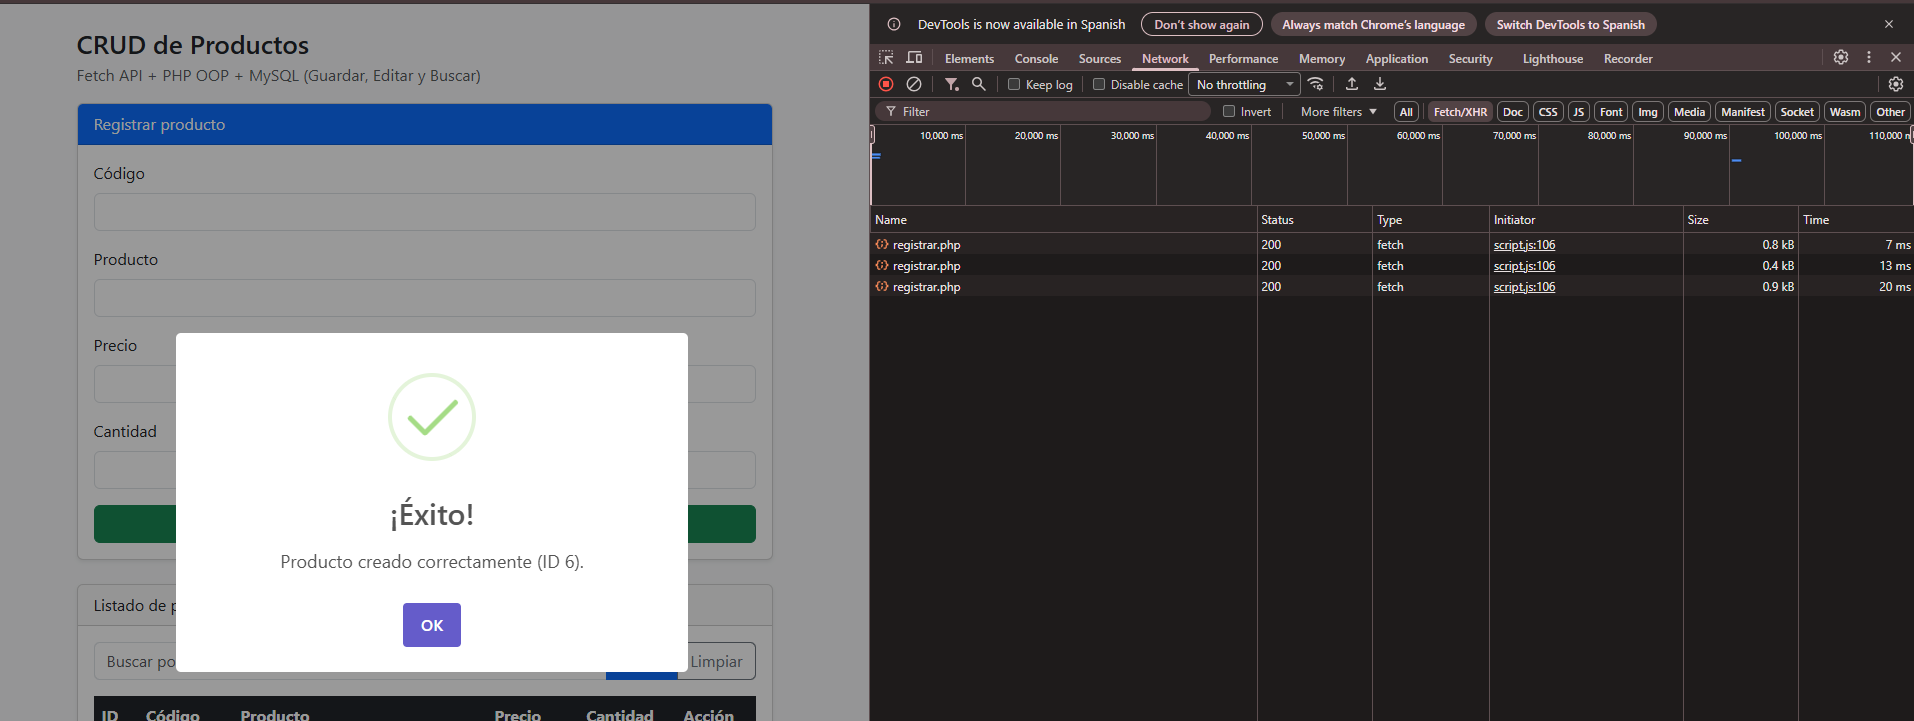 CRUD de Productos
Fetch API + PHP OOP + MySQL (Guardar, Editar y Buscar)
Registrar producto
Código
Producto
Precio
Cantidad
¡Éxito!
Producto creado correctamente (ID 6).
OK
Listado de p
Buscar po
Limpiar
ID Código Producto Precio Cantidad Acción
DevTools is now available in Spanish Don't show again Always match Chrome's language Switch DevTools to Spanish
Elements Console Sources Network Performance Memory Application Security Lighthouse Recorder
Keep log Disable cache No throttling
Filter Invert More filters All Fetch/XHR Doc CSS JS Font Img Media Manifest Socket Wasm Other
10,000 ms 20,000 ms 30,000 ms 40,000 ms 50,000 ms 60,000 ms 70,000 ms 80,000 ms 90,000 ms 100,000 ms 110,000
Name Status Type Initiator Size Time
registrar.php 200 fetch script.js:106 0.8 kB 7 ms
registrar.php 200 fetch script.js:106 0.4 kB 13 ms
registrar.php 200 fetch script.js:106 0.9 kB 20 ms